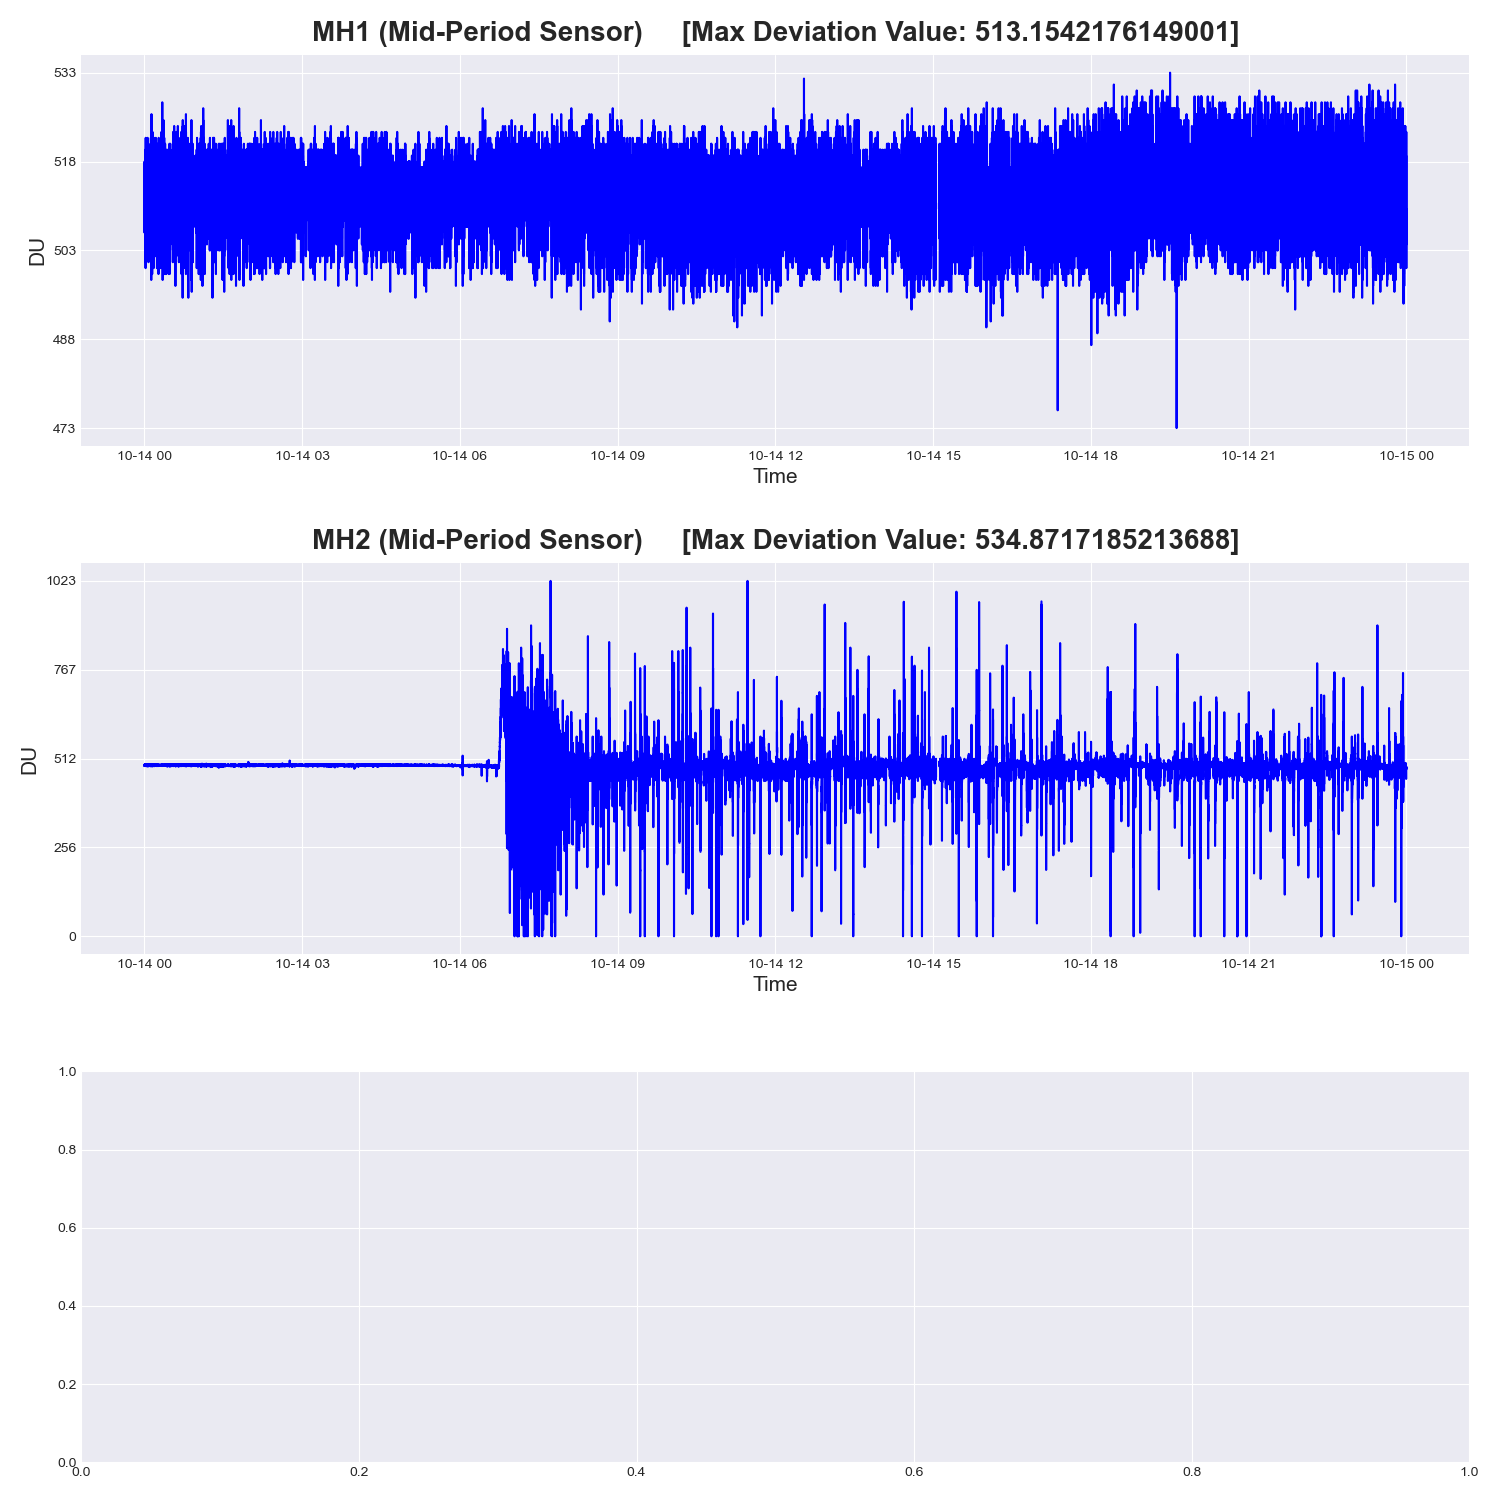 MH1 (Mid-Period Sensor) [Max Deviation Value: 513.1542176149001]
533
518
503
488
473
DU
10-14 00 10-14 03 10-14 06 10-14 09 10-14 12 10-14 15 10-14 18 10-14 21 10-15 00
Time
MH2 (Mid-Period Sensor) [Max Deviation Value: 534.8717185213688]
1023
767
512
256
0
DU
10-14 00 10-14 03 10-14 06 10-14 09 10-14 12 10-14 15 10-14 18 10-14 21 10-15 00
Time
1.0
0.8
0.6
0.4
0.2
0.0
0.0 0.2 0.4 0.6 0.8 1.0